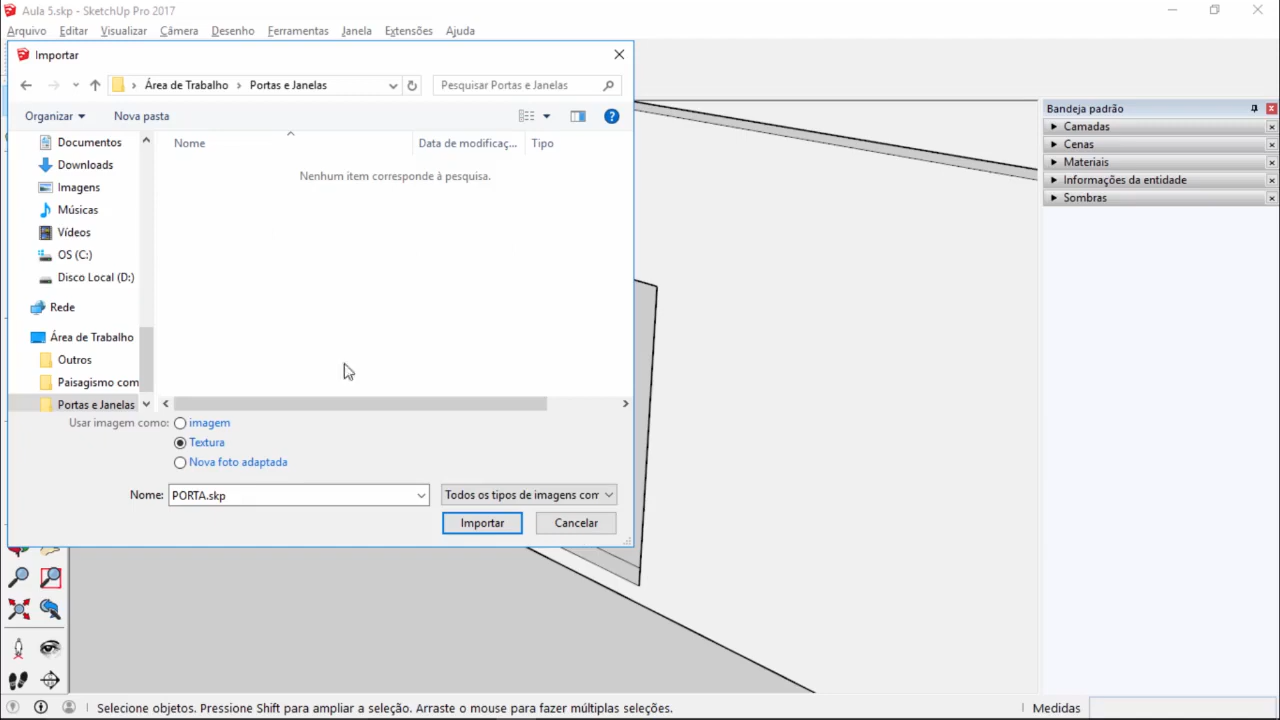 Aula 5.skp - SketchUp Pro 2017
Arquivo Editar Visualizar Câmera Desenho Ferramentas Janela Extensões Ajuda
Importar
Área de Trabalho Portas e Janelas
Pesquisar Portas e Janelas
Organizar Nova pasta
Documentos
Downloads
Imagens
Músicas
Vídeos
OS (C:)
Disco Local (D:)
Rede
Área de Trabalho
Outros
Paisagismo com
Portas e Janelas
Nome Data de modificaç... Tipo
Nenhum item corresponde à pesquisa.
Usar imagem como:
imagem
Textura
Nova foto adaptada
Nome: PORTA.skp
Todos os tipos de imagens com
Importar Cancelar
Bandeja padrão
Camadas
Cenas
Materiais
Informações da entidade
Sombras
Selecione objetos. Pressione Shift para ampliar a seleção. Arraste o mouse para fazer múltiplas seleções.
Medidas